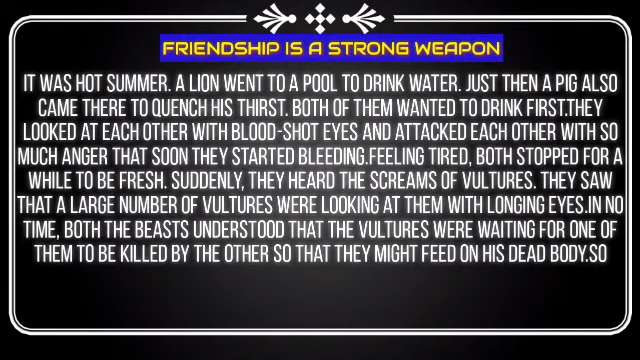 FRIENDSHIP IS A STRONG WEAPON
IT WAS HOT SUMMER. A LION WENT TO A POOL TO DRINK WATER. JUST THEN A PIG ALSO
CAME THERE TO QUENCH HIS THIRST. BOTH OF THEM WANTED TO DRINK FIRST.THEY
LOOKED AT EACH OTHER WITH BLOOD-SHOT EYES AND ATTACKED EACH OTHER WITH SO
MUCH ANGER THAT SOON THEY STARTED BLEEDING.FEELING TIRED, BOTH STOPPED FOR A
WHILE TO BE FRESH. SUDDENLY, THEY HEARD THE SCREAMS OF VULTURES. THEY SAW
THAT A LARGE NUMBER OF VULTURES WERE LOOKING AT THEM WITH LONGING EYES.IN NO
TIME, BOTH THE BEASTS UNDERSTOOD THAT THE VULTURES WERE WAITING FOR ONE OF
THEM TO BE KILLED BY THE OTHER SO THAT THEY MIGHT FEED ON HIS DEAD BODY.SO